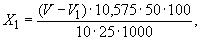 X₁ = (V – V₁) · 10,575 · 50 · 100
10 · 25 · 1000 ,